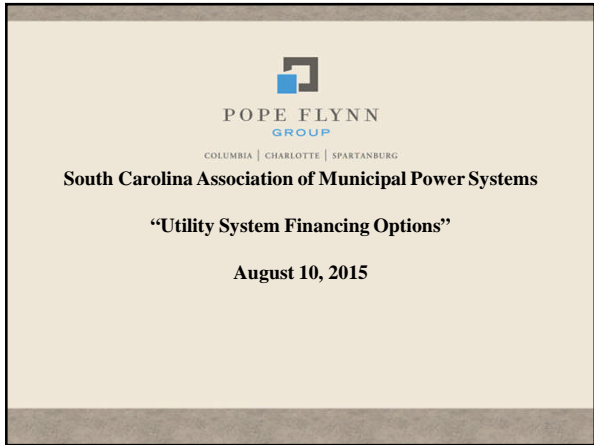 POPE FLYNN
GROUP
COLUMBIA | CHARLOTTE | SPARTANBURG
South Carolina Association of Municipal Power Systems
“Utility System Financing Options”
August 10, 2015